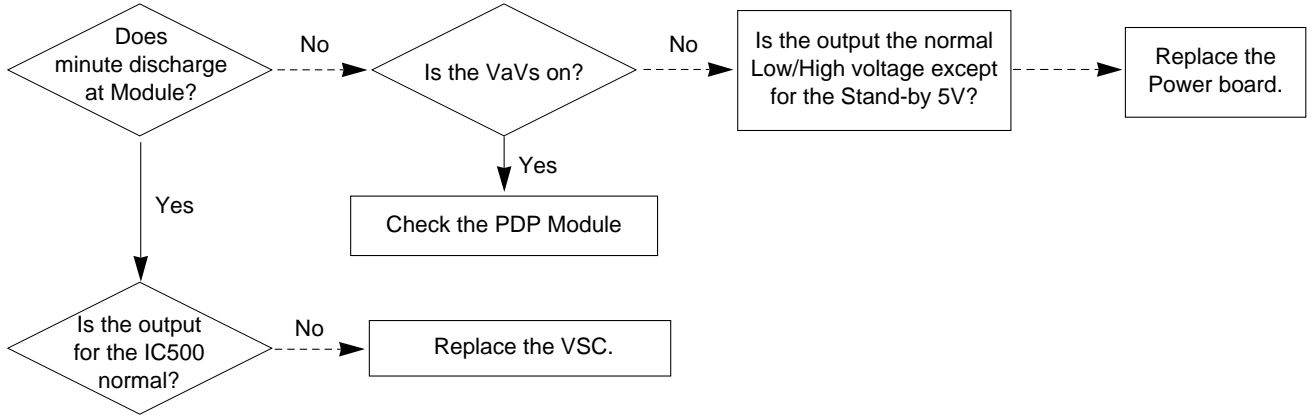 Does
minute discharge
at Module?
No
Is the VaVs on?
No
Is the output the normal
Low/High voltage except
for the Stand-by 5V?
Replace the
Power board.
Yes
Check the PDP Module
Yes
Is the output
for the IC500
normal?
No
Replace the VSC.